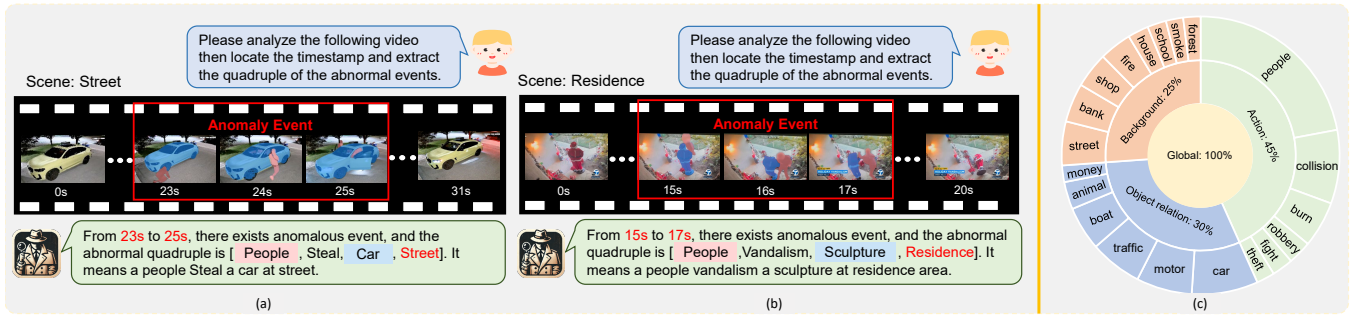 Please analyze the following video
then locate the timestamp and extract
the quadruple of the abnormal events.
Scene: Street
Anomaly Event
0s
23s
24s
25s
31s
From 23s to 25s, there exists anomalous event, and the
abnormal quadruple is [ People , Steal, Car , Street]. It
means a people Steal a car at street.
(a)
Please analyze the following video
then locate the timestamp and extract
the quadruple of the abnormal events.
Scene: Residence
Anomaly Event
0s
15s
16s
17s
20s
From 15s to 17s, there exists anomalous event, and the abnormal
quadruple is [ People ,Vandalism, Sculpture , Residence]. It
means a people vandalism a sculpture at residence area.
(b)
Global: 100%
Action: 45%
people
collision
burn
robbery
fight
theft
Object relation: 30%
car
motor
traffic
boat
animal
money
Background: 25%
street
bank
shop
fire
house
school
smoke
forest
(c)